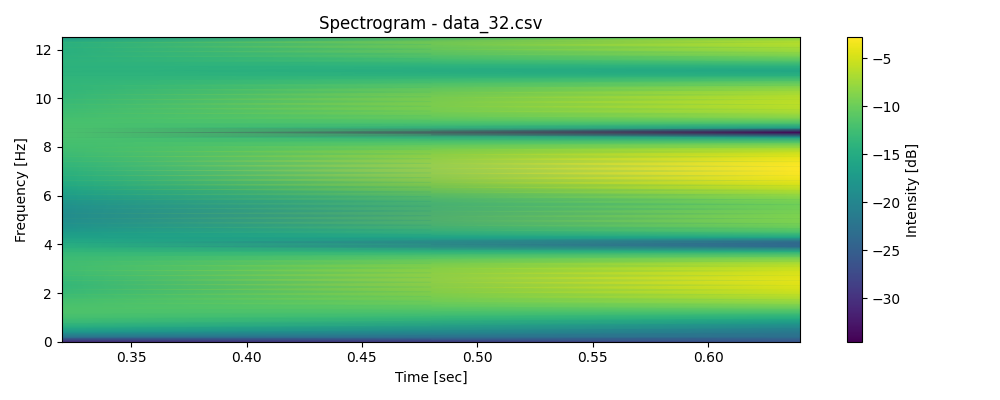 Spectrogram - data_32.csv
12
10
8
6
4
2
0
Frequency [Hz]
0.35 0.40 0.45 0.50 0.55 0.60
Time [sec]
−5
−10
−15
−20
−25
−30
Intensity [dB]